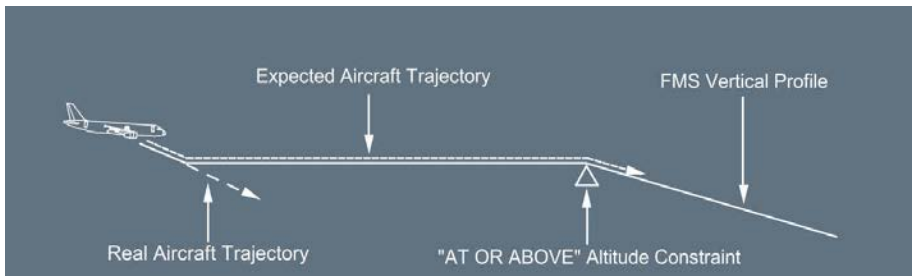 Expected Aircraft Trajectory
FMS Vertical Profile
Real Aircraft Trajectory
"AT OR ABOVE" Altitude Constraint